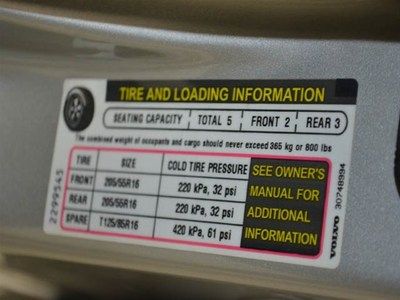 TIRE AND LOADING INFORMATION
SEATING CAPACITY TOTAL 5 FRONT 2 REAR 3
The combined weight of occupants and cargo should never exceed 365 kg or 800 lbs
TIRE SIZE COLD TIRE PRESSURE
FRONT 205/55R16 220 kPa, 32 psi
REAR 205/55R16 220 kPa, 32 psi
SPARE T125/85R16 420 kPa, 61 psi
SEE OWNER'S
MANUAL FOR
ADDITIONAL
INFORMATION
2299545
VOLVO 30748994